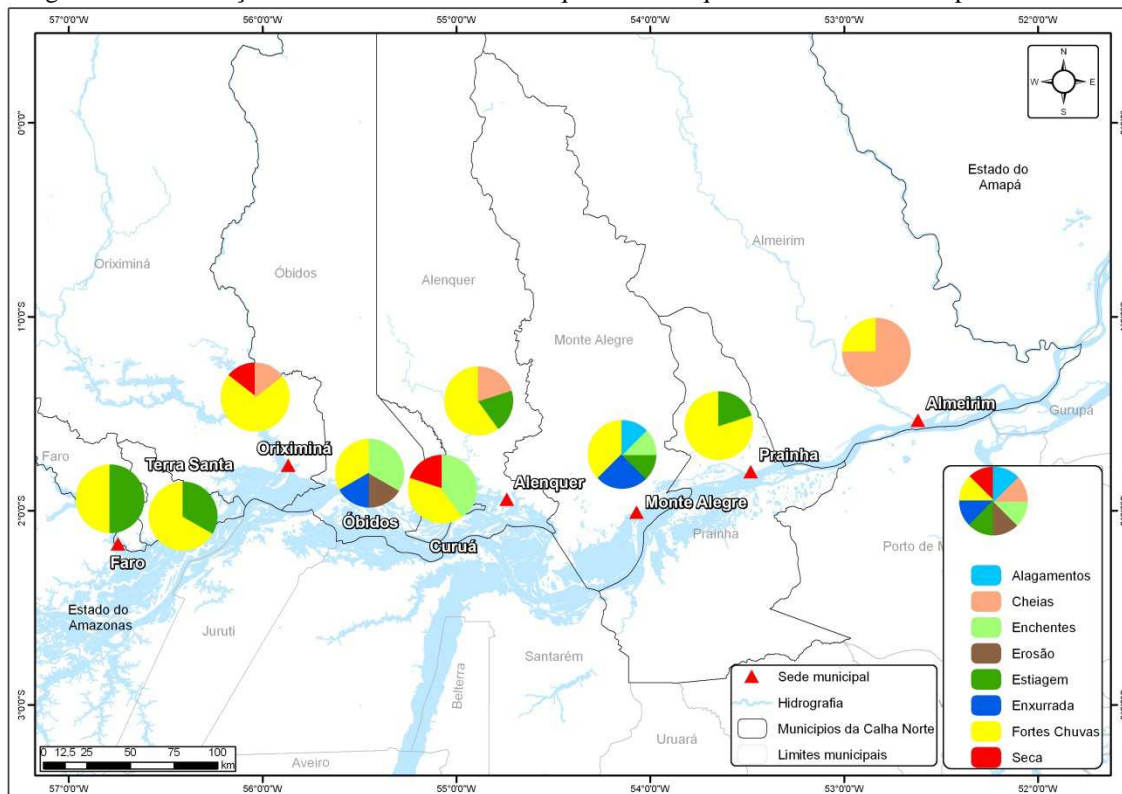 57°0'0"W 56°0'0"W 55°0'0"W 54°0'0"W 53°0'0"W 52°0'0"W
N
W E
S
0°0'0"
Estado do
Amapá
Almeirim
Oriximiná
Óbidos
Alenquer
1°0'0"S
Monte Alegre
Almeirim
Gurupá
Oriximiná
Prainha
Faro
Terra Santa
Alenquer
Monte Alegre
2°0'0"S
Óbidos
Curuá
Prainha
Faro
Estado do
Amazonas
Juruti
Belterra
Santarém
Uruará
Aveiro
3°0'0"S
0 12,5 25 50 75 100
km
Sede municipal
Hidrografia
Municipios da Calha Norte
Limites municipais
Alagamentos
Cheias
Enchentes
Erosão
Estiagem
Enxurrada
Fortes Chuvas
Seca
57°0'0"W 56°0'0"W 55°0'0"W 54°0'0"W 53°0'0"W 52°0'0"W